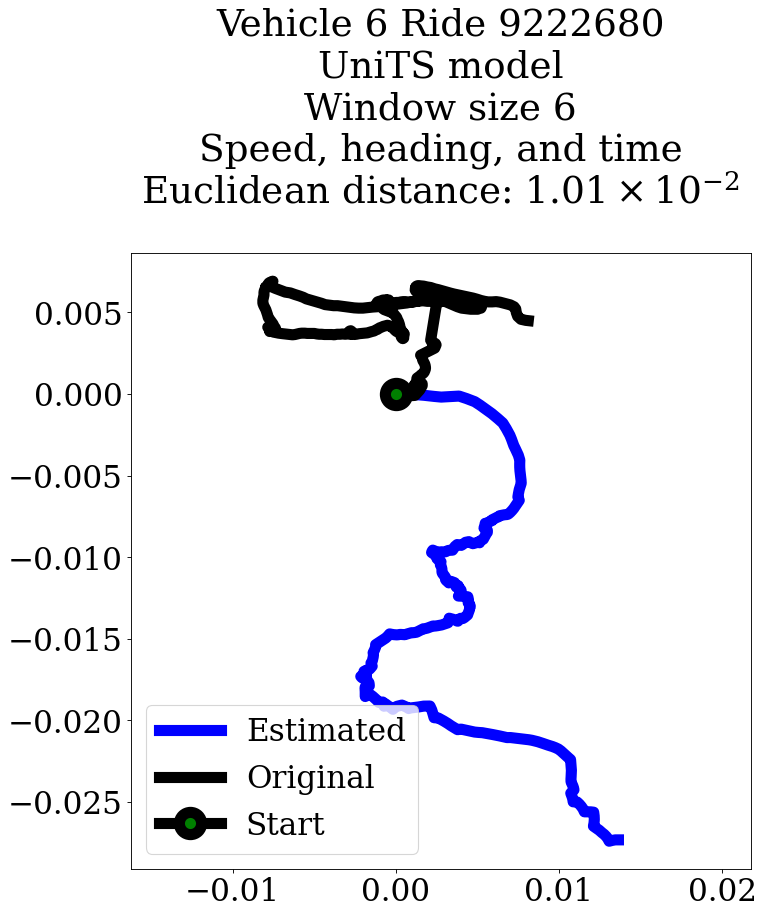 Vehicle 6 Ride 9222680
UniTS model
Window size 6
Speed, heading, and time
Euclidean distance: 1.01 × 10⁻²
0.005
0.000
−0.005
−0.010
−0.015
−0.020
−0.025
Estimated
Original
Start
−0.01
0.00
0.01
0.02